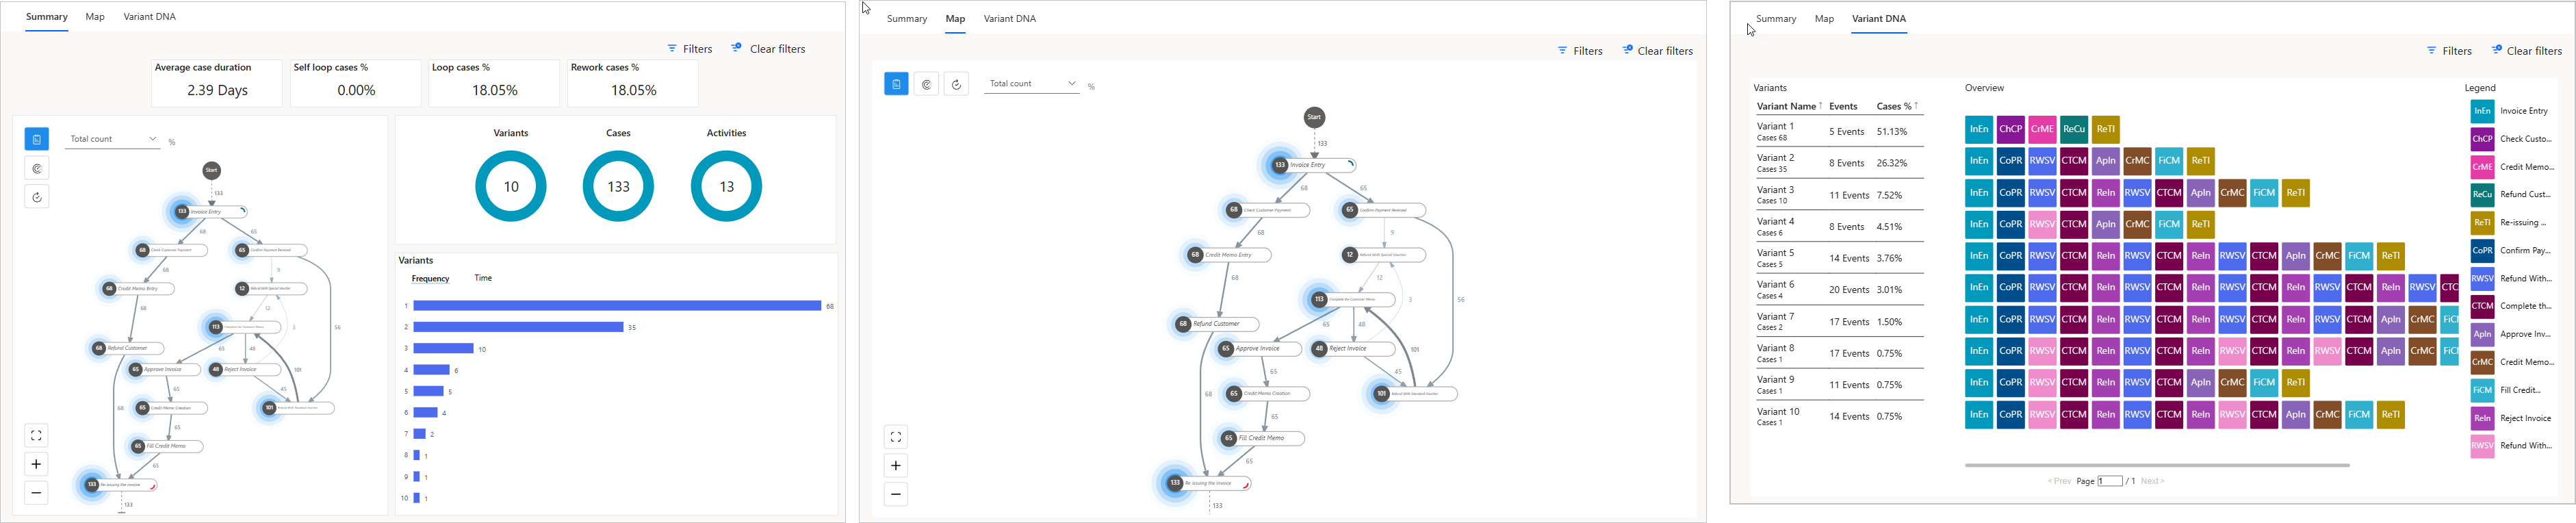 Summary Map Variant DNA
Filters Clear filters
Average case duration
2.39 Days
Self loop cases %
0.00%
Loop cases %
18.05%
Rework cases %
18.05%
Total count %
Start
133
133 Invoice Entry
68 65
68 Check Customer Payment
65 Confirm Payment Received
68 9
68 Credit Memo Entry
12 Refund With Special Voucher
68 12 3 56
113 Complete the Customer Memo
65 48 101
68 Refund Customer
65 Approve Invoice
48 Reject Invoice
65 45
68
65 Credit Memo Creation
101 Refund With Standard Voucher
65
65 Fill Credit Memo
65
133 Re-issuing the invoice
133
Variants Cases Activities
10 133 13
Variants
Frequency Time
1 68
2 35
3 10
4 6
5 5
6 4
7 2
8 1
9 1
10 1
Summary Map Variant DNA
Filters Clear filters
Total count %
Start
133
133 Invoice Entry
68 65
68 Check Customer Payment
65 Confirm Payment Received
68 9
68 Credit Memo Entry
12 Refund With Special Voucher
68 12
113 Complete the Customer Memo
3 56
65 48
68 Refund Customer
65 Approve Invoice
48 Reject Invoice
101
65 45
68
65 Credit Memo Creation
101 Refund With Standard Voucher
65
65 Fill Credit Memo
65
133 Re-issuing the invoice
133
Summary Map Variant DNA
Filters Clear filters
Variants
Variant Name ↑ Events Cases % ↑
Variant 1 5 Events 51.13%
Cases 68
Variant 2 8 Events 26.32%
Cases 35
Variant 3 11 Events 7.52%
Cases 10
Variant 4 8 Events 4.51%
Cases 6
Variant 5 14 Events 3.76%
Cases 5
Variant 6 20 Events 3.01%
Cases 4
Variant 7 17 Events 1.50%
Cases 2
Variant 8 17 Events 0.75%
Cases 1
Variant 9 11 Events 0.75%
Cases 1
Variant 10 14 Events 0.75%
Cases 1
Overview
InEn ChCP CrME ReCu ReTI
InEn CoPR RWSV CTCM ApIn CrMC FiCM ReTI
InEn CoPR RWSV CTCM ReIn RWSV CTCM ApIn CrMC FiCM ReTI
InEn CoPR RWSV CTCM ApIn CrMC FiCM ReTI
InEn CoPR RWSV CTCM ReIn RWSV CTCM ReIn RWSV CTCM ApIn CrMC FiCM ReTI
InEn CoPR RWSV CTCM ReIn RWSV CTCM ReIn RWSV CTCM ReIn RWSV CTCM ReIn RWSV CTC
InEn CoPR RWSV CTCM ReIn RWSV CTCM ReIn RWSV CTCM ReIn RWSV CTCM ApIn CrMC FiC
InEn CoPR RWSV CTCM ReIn RWSV CTCM ReIn RWSV CTCM ReIn RWSV CTCM ApIn CrMC FiC
InEn CoPR RWSV CTCM ReIn RWSV CTCM ApIn CrMC FiCM ReTI
InEn CoPR RWSV CTCM ReIn RWSV CTCM ReIn RWSV CTCM ApIn CrMC FiCM ReTI
< Prev Page 1 / 1 Next >
Legend
InEn Invoice Entry
ChCP Check Custo...
CrME Credit Memo...
ReCu Refund Cust...
ReTI Re-issuing ...
CoPR Confirm Pay...
RWSV Refund With...
CTCM Complete th...
ApIn Approve Inv...
CrMC Credit Memo...
FiCM Fill Credit...
ReIn Reject Invoice
RWSV Refund With...